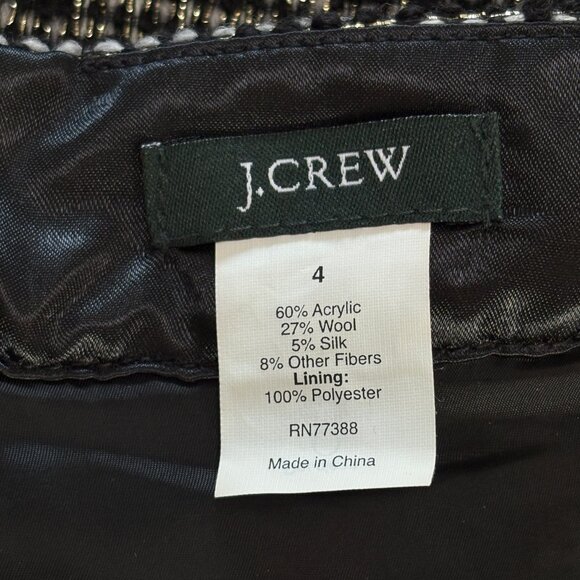 J.CREW
4
60% Acrylic
27% Wool
5% Silk
8% Other Fibers
Lining:
100% Polyester
RN77388
Made in China